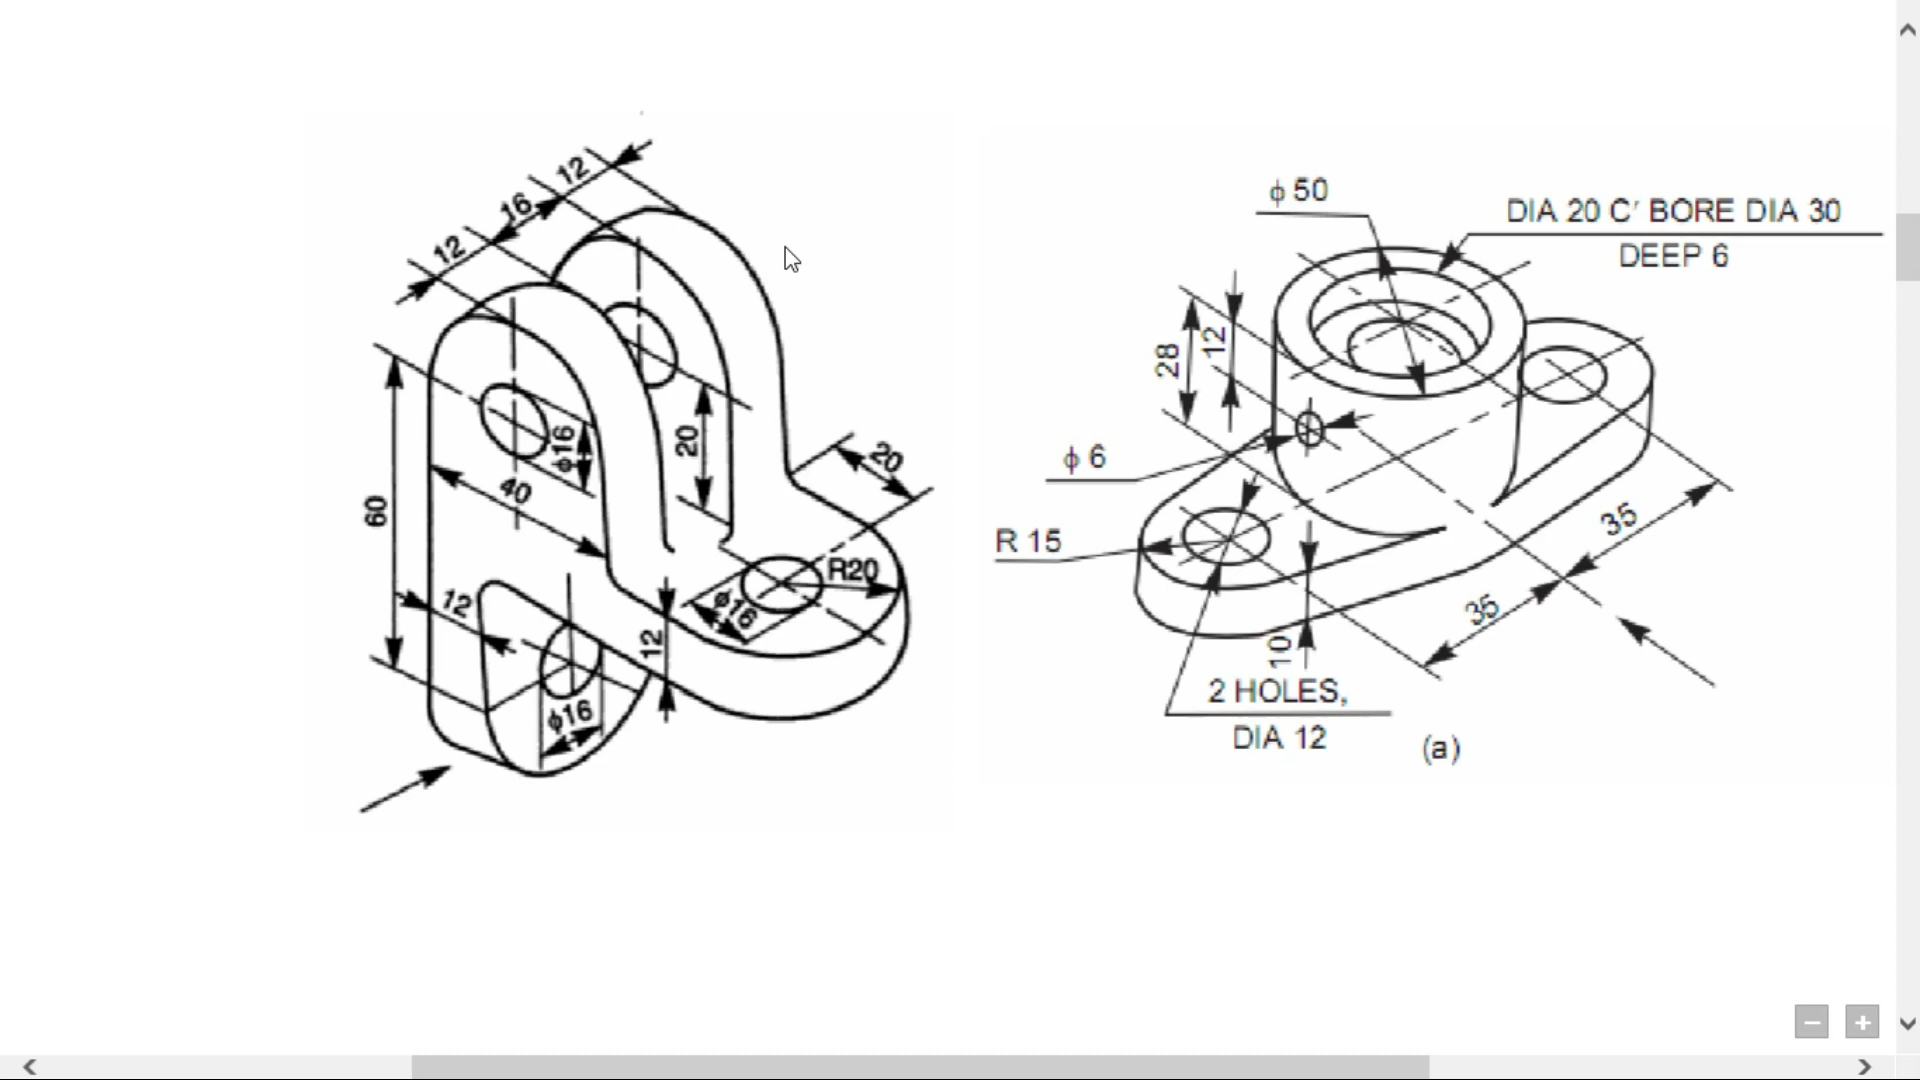 12
16
12
60
40
ϕ16
20
20
R20
ϕ16
12
12
ϕ16
ϕ 50
DIA 20 C′ BORE DIA 30
DEEP 6
28
12
ϕ 6
R 15
35
35
10
2 HOLES,
DIA 12
(a)